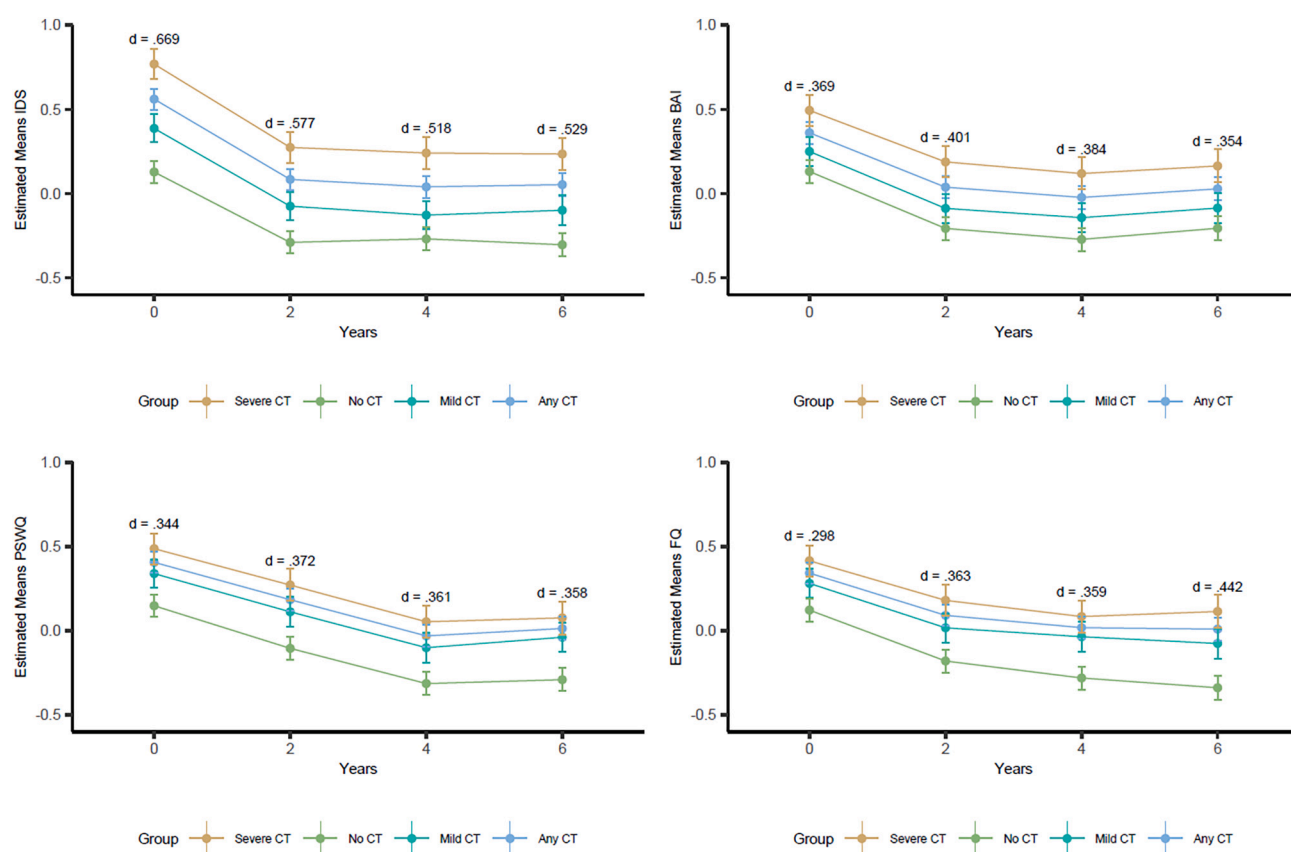 1.0
d = .669
0.5
d = .577
d = .518
d = .529
0.0
-0.5
Estimated Means IDS
0 2 4 6
Years
Group Severe CT No CT Mild CT Any CT
1.0
d = .369
0.5
d = .401
d = .384
d = .354
0.0
-0.5
Estimated Means BAI
0 2 4 6
Years
Group Severe CT No CT Mild CT Any CT
1.0
d = .344
0.5
d = .372
d = .361
d = .358
0.0
-0.5
Estimated Means PSWQ
0 2 4 6
Years
Group Severe CT No CT Mild CT Any CT
1.0
d = .298
0.5
d = .363
d = .359
d = .442
0.0
-0.5
Estimated Means FQ
0 2 4 6
Years
Group Severe CT No CT Mild CT Any CT